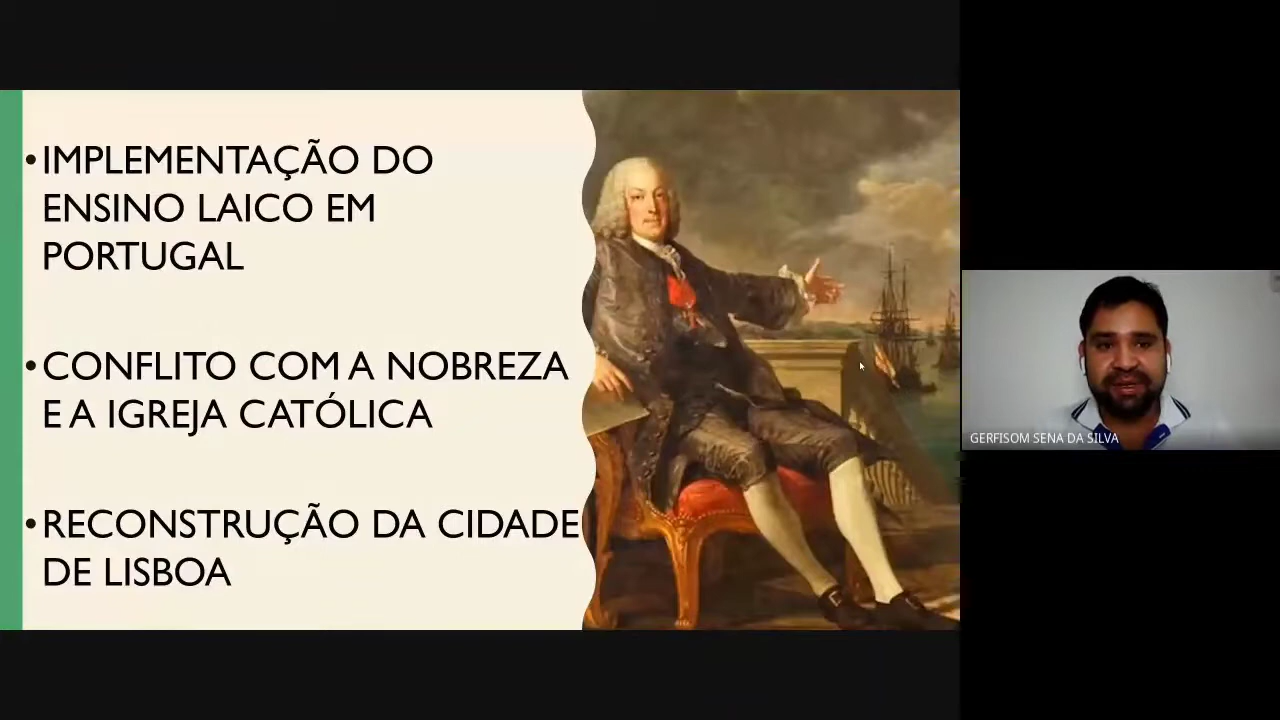 •IMPLEMENTAÇÃO DO
ENSINO LAICO EM
PORTUGAL
•CONFLITO COM A NOBREZA
E A IGREJA CATÓLICA
•RECONSTRUÇÃO DA CIDADE
DE LISBOA
GERFISOM SENA DA SILVA